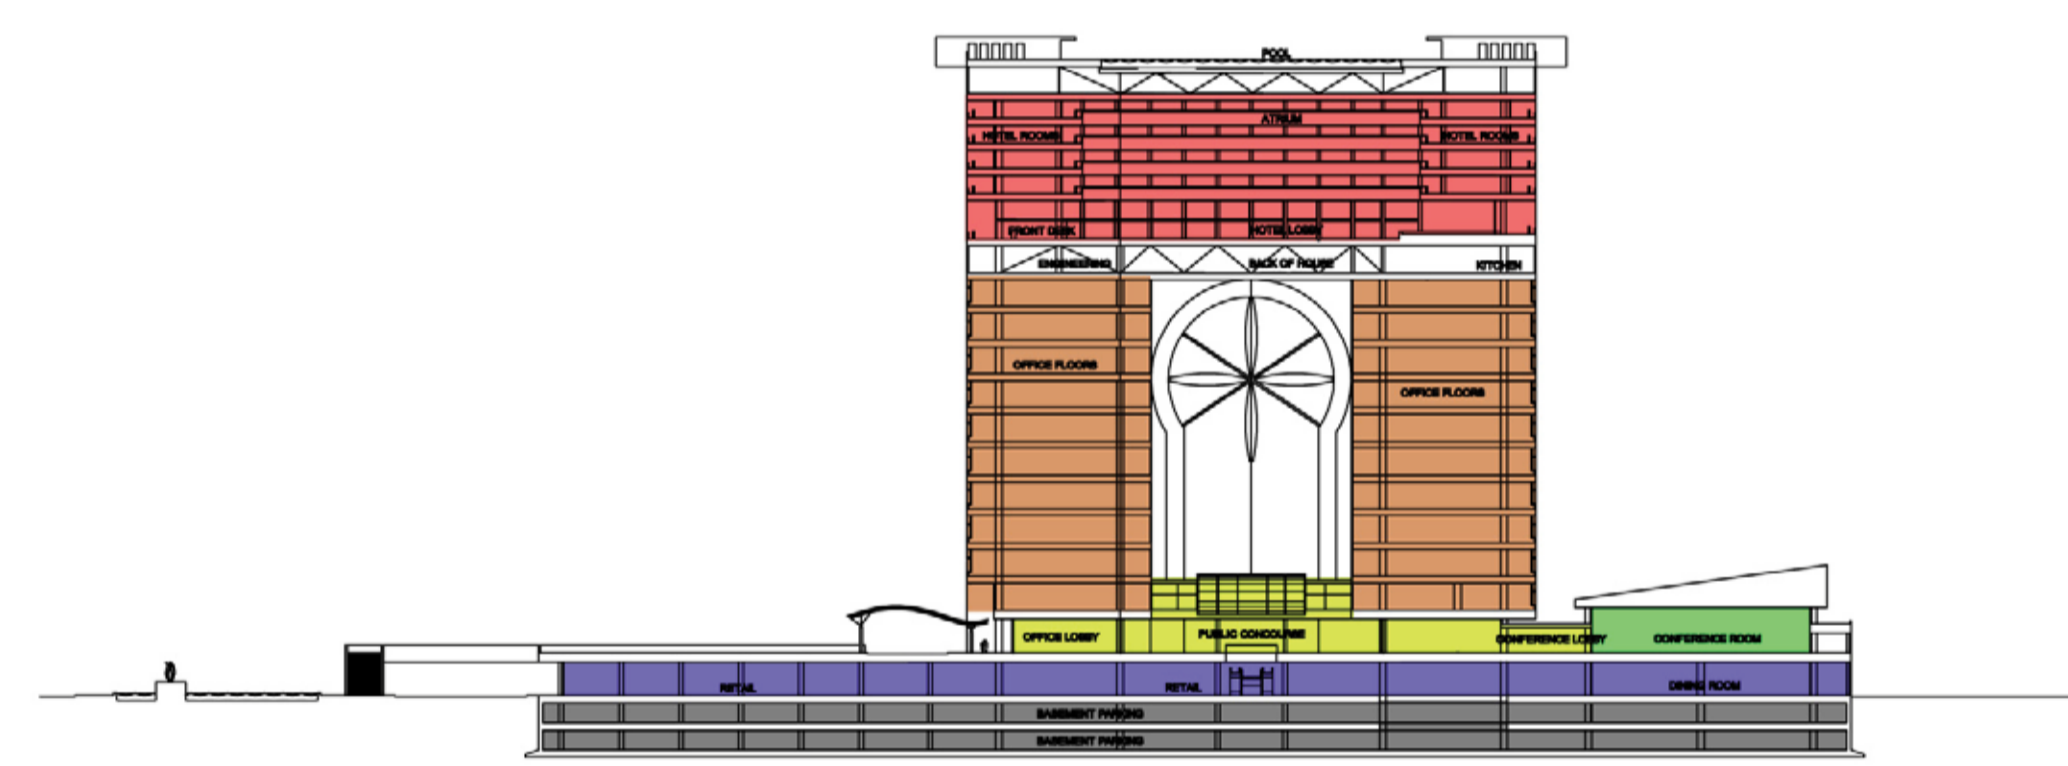 POOL
ATRIUM
HOTEL ROOMS
HOTEL ROOMS
FRONT DESK
HOTEL LOBBY
ENGINEERING
BACK OF HOUSE
KITCHEN
OFFICE FLOORS
OFFICE FLOORS
OFFICE LOBBY
PUBLIC CONCOURSE
CONFERENCE LOBBY
CONFERENCE ROOM
RETAIL
RETAIL
DINING ROOM
BASEMENT PARKING
BASEMENT PARKING